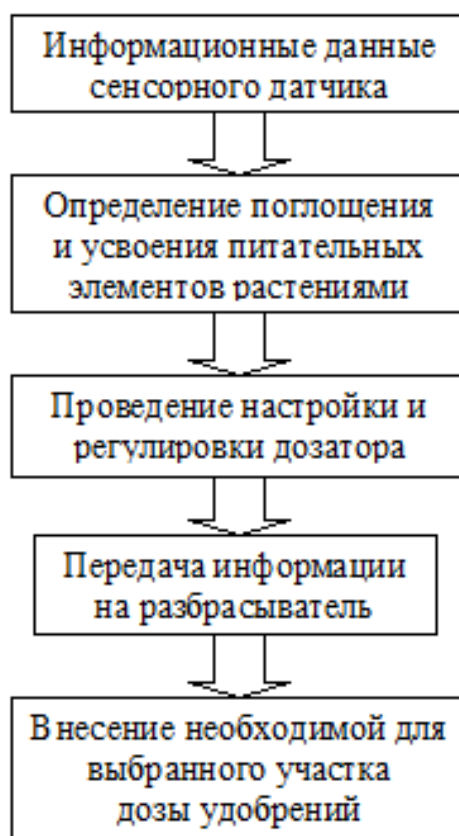 Информационные данные
сенсорного датчика
Определение поглощения
и усвоения питательных
элементов растениями
Проведение настройки и
регулировки дозатора
Передача информации
на разбрасыватель
Внесение необходимой для
выбранного участка
дозы удобрений